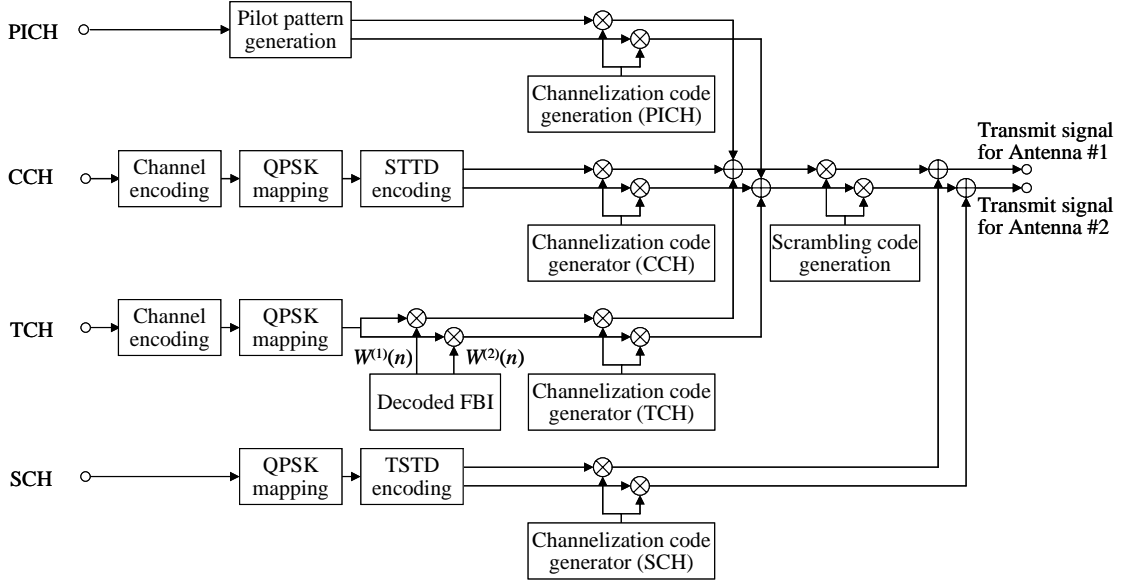 PICH
Pilot pattern
generation
Channelization code
generation (PICH)
Transmit signal
for Antenna #1
CCH
Channel
encoding
QPSK
mapping
STTD
encoding
Transmit signal
for Antenna #2
Channelization code
generator (CCH)
Scrambling code
generation
TCH
Channel
encoding
QPSK
mapping
W(1)(n)
W(2)(n)
Decoded FBI
Channelization code
generator (TCH)
SCH
QPSK
mapping
TSTD
encoding
Channelization code
generator (SCH)